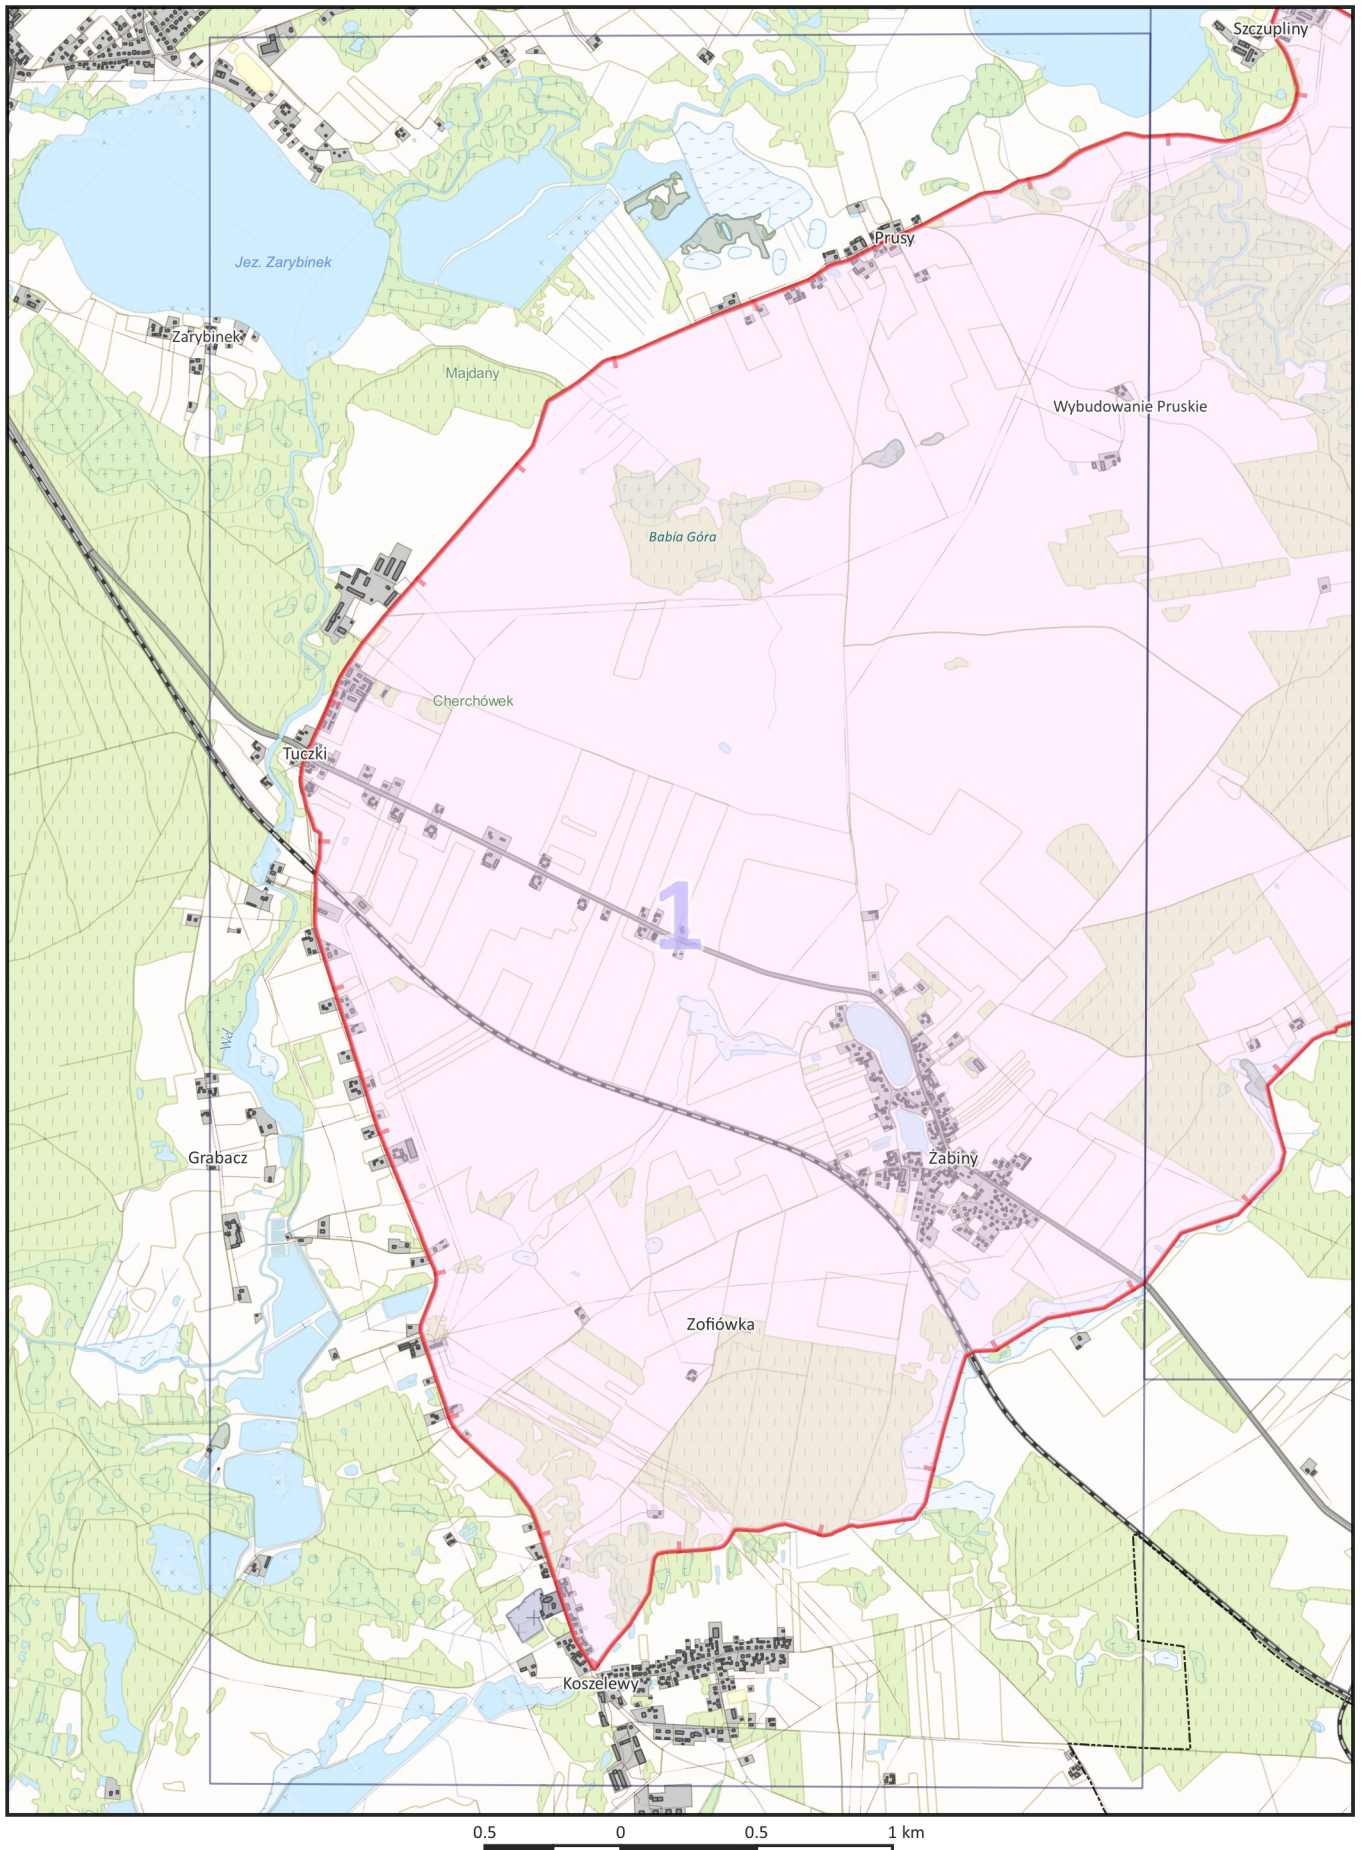 Szczupliny
Prusy
Jez. Zarybinek
Zarybinek
Majdany
Wybudowanie Pruskie
Babia Góra
Cherchówek
Tuczki
1
Wel
Grabacz
Żabiny
Zofiówka
Koszelewy
0.5 0 0.5 1 km